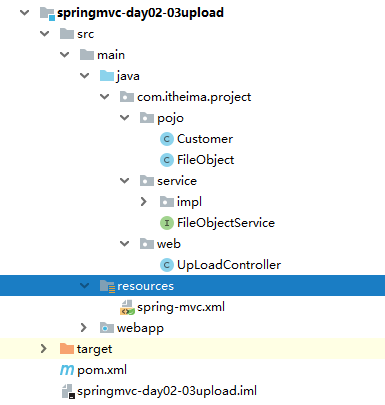 springmvc-day02-03upload
src
main
java
com.itheima.project
pojo
Customer
FileObject
service
impl
FileObjectService
web
UpLoadController
resources
spring-mvc.xml
webapp
target
pom.xml
springmvc-day02-03upload.iml